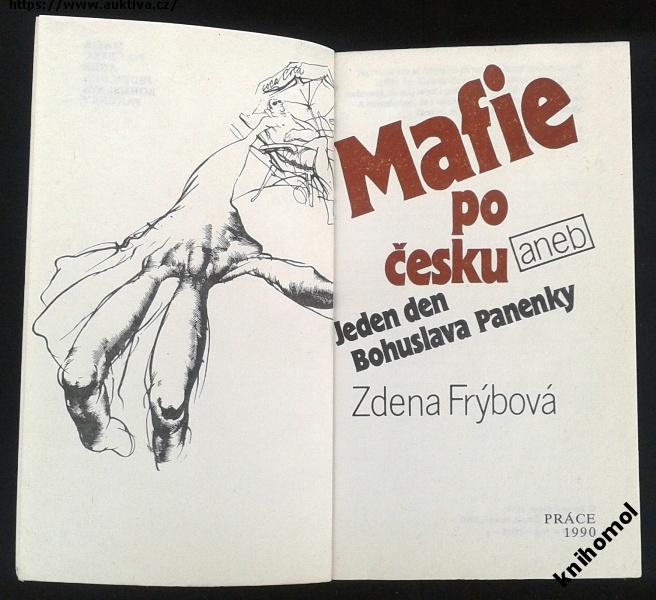 https://www.auktiva.cz/
Mafie
po
česku aneb
Jeden den
Bohuslava Panenky
Zdena Frýbová
PRÁCE
1990
knihomol